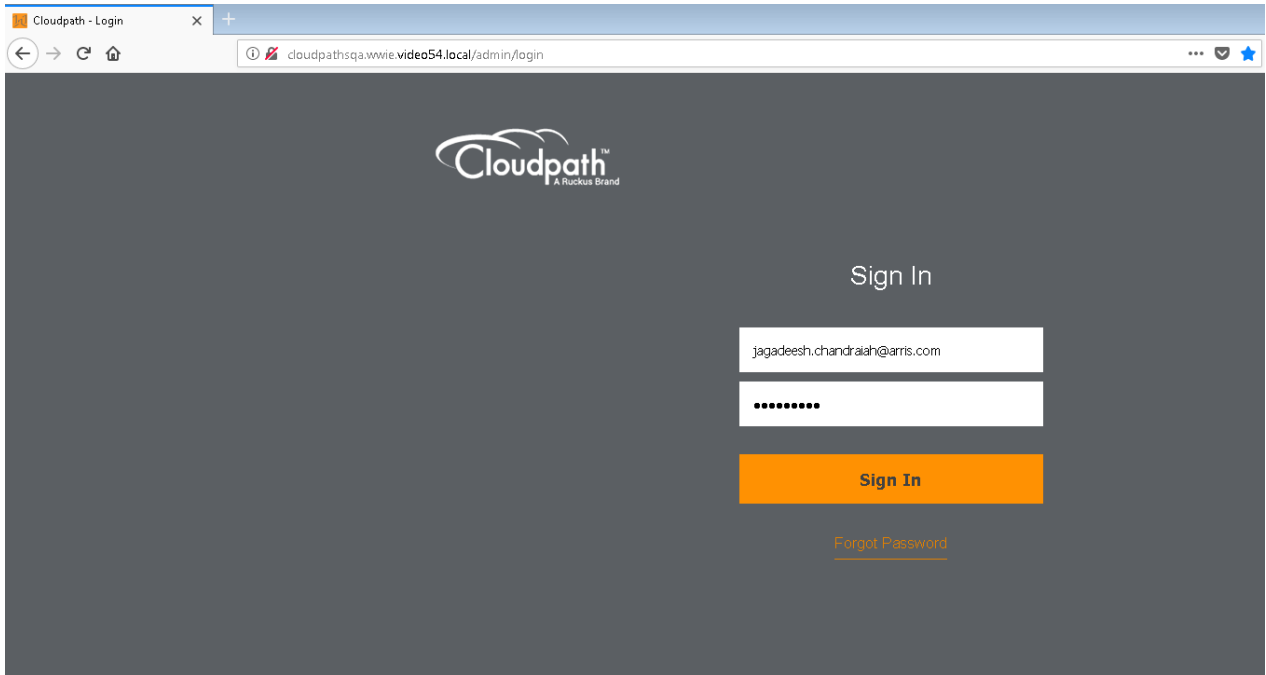 Cloudpath - Login
cloudpathsqa.wwie.video54.local/admin/login
Cloudpath™
A Ruckus Brand
Sign In
jagadeesh.chandraiah@arris.com
•••••••••
Sign In
Forgot Password